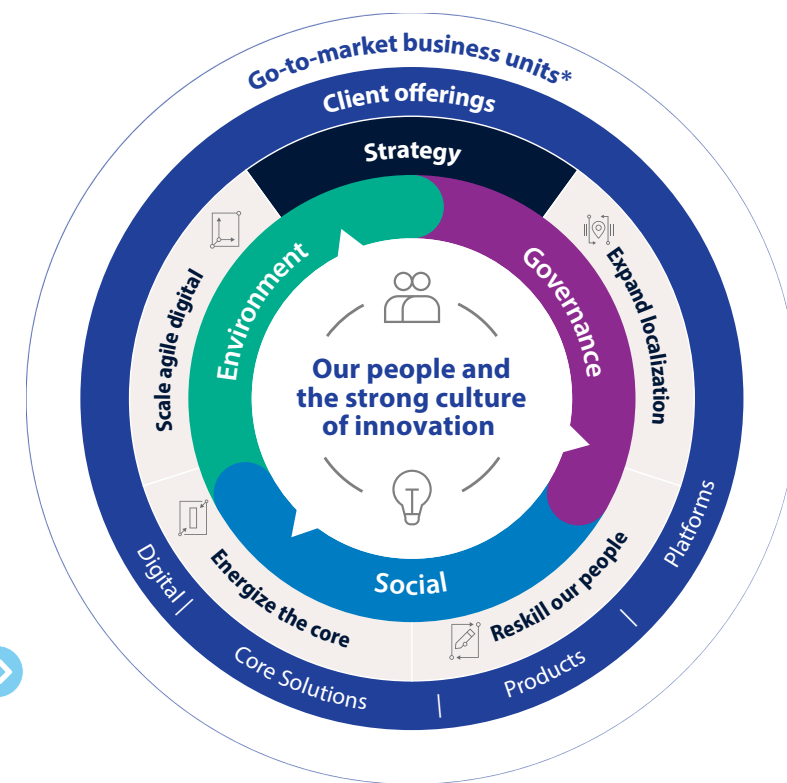 Go-to-market business units*
Client offerings
Strategy
Environment
Governance
Scale agile digital
Expand localization
Our people and
the strong culture
of innovation
Social
Energize the core
Reskill our people
Digital |
Core Solutions
|
Products
|
Platforms